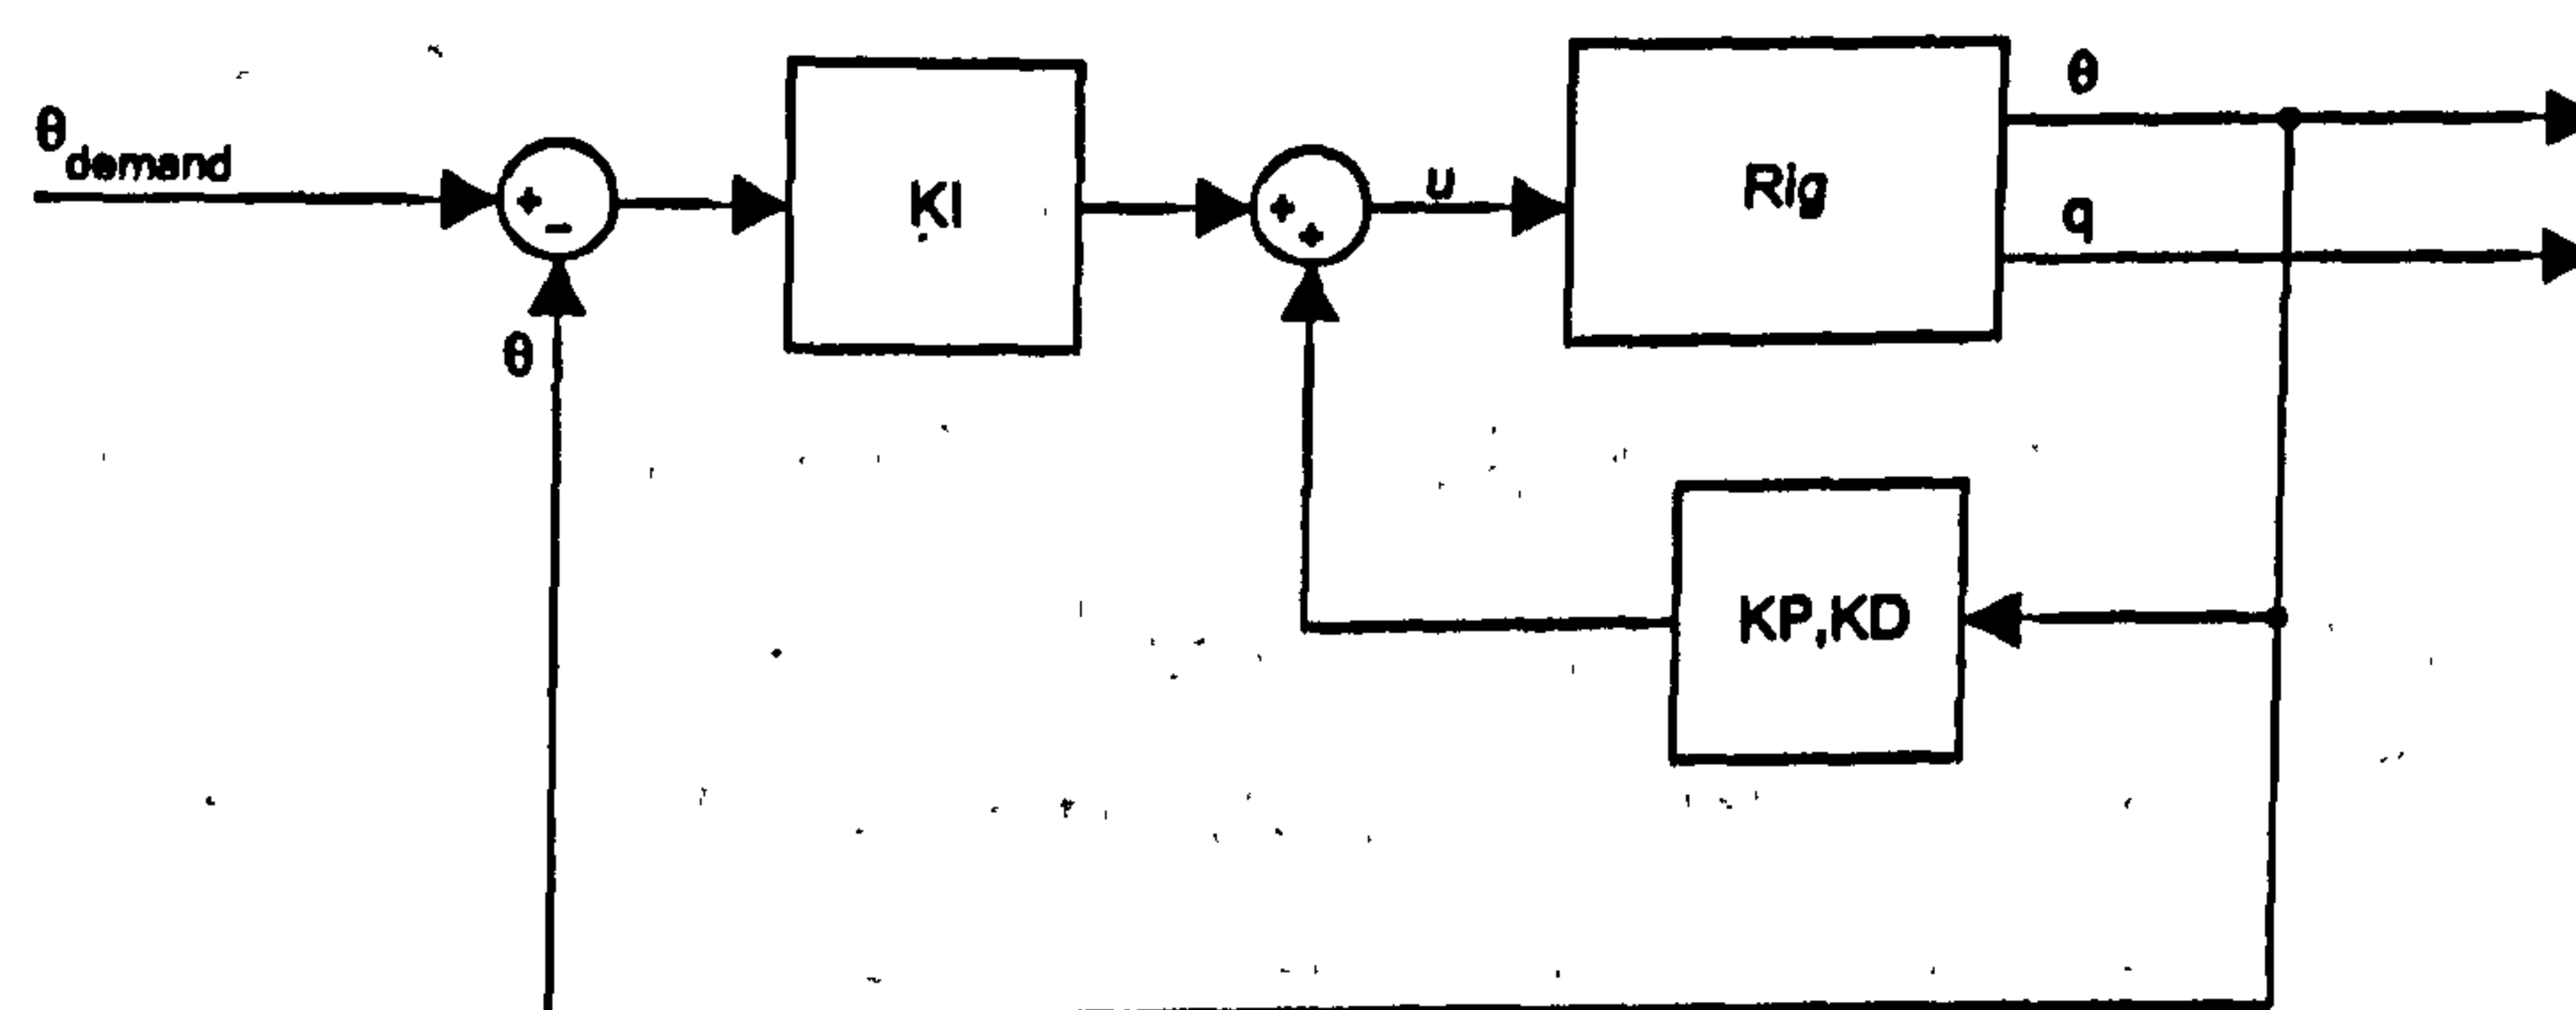 θ
θdemand
+
-
KI
+
+
u
Rig
q
θ
KP,KD